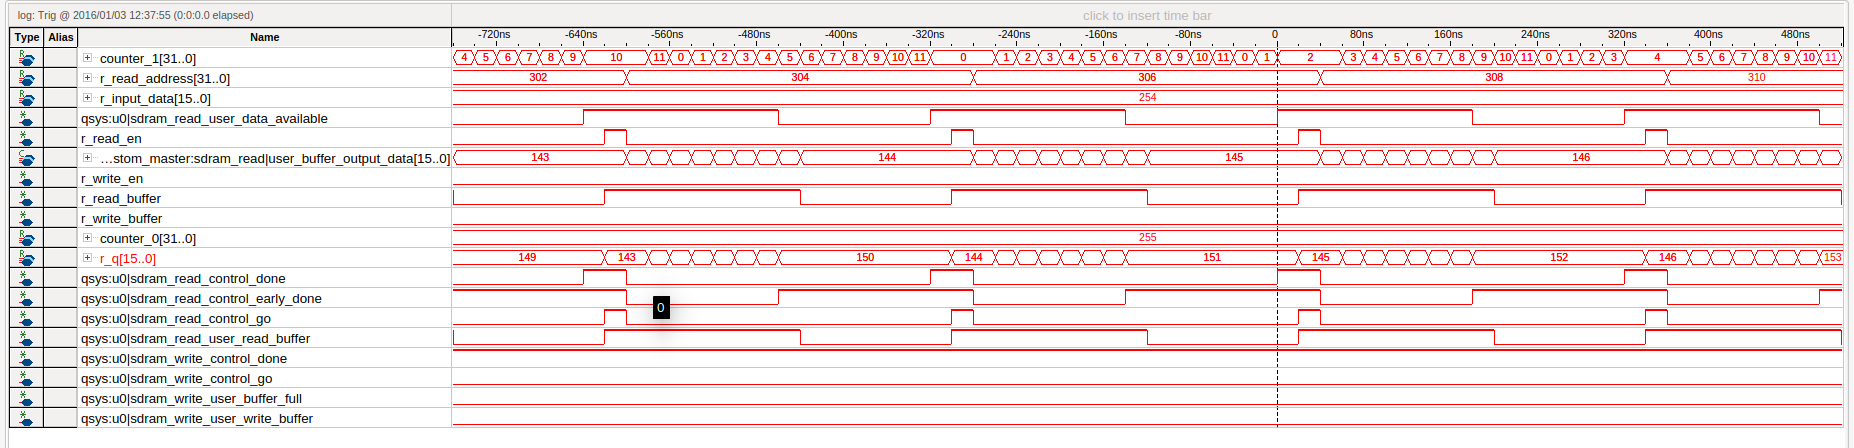 log: Trig @ 2016/01/03 12:37:55 (0:0:0.0 elapsed) click to insert time bar
Type Alias Name -720ns -640ns -560ns -480ns -400ns -320ns -240ns -160ns -80ns 0 80ns 160ns 240ns 320ns 400ns 480ns
counter_1[31..0] 4 5 6 7 8 9 10 11 0 1 2 3 4 5 6 7 8 9 10 11 0 1 2 3 4 5 6 7 8 9 10 11 0 1 2 3 4 5 6 7 8 9 10 11 0 1 2 3 4 5 6 7 8 9 10 11
r_read_address[31..0] 302 304 306 308 310
r_input_data[15..0] 254
qsys:u0|sdram_read_user_data_available
r_read_en
...stom_master:sdram_read|user_buffer_output_data[15..0] 143 144 145 146
r_write_en
r_read_buffer
r_write_buffer
counter_0[31..0] 255
r_q[15..0] 149 143 150 144 151 145 152 146 153
qsys:u0|sdram_read_control_done
qsys:u0|sdram_read_control_early_done
0
qsys:u0|sdram_read_control_go
qsys:u0|sdram_read_user_read_buffer
qsys:u0|sdram_write_control_done
qsys:u0|sdram_write_control_go
qsys:u0|sdram_write_user_buffer_full
qsys:u0|sdram_write_user_write_buffer